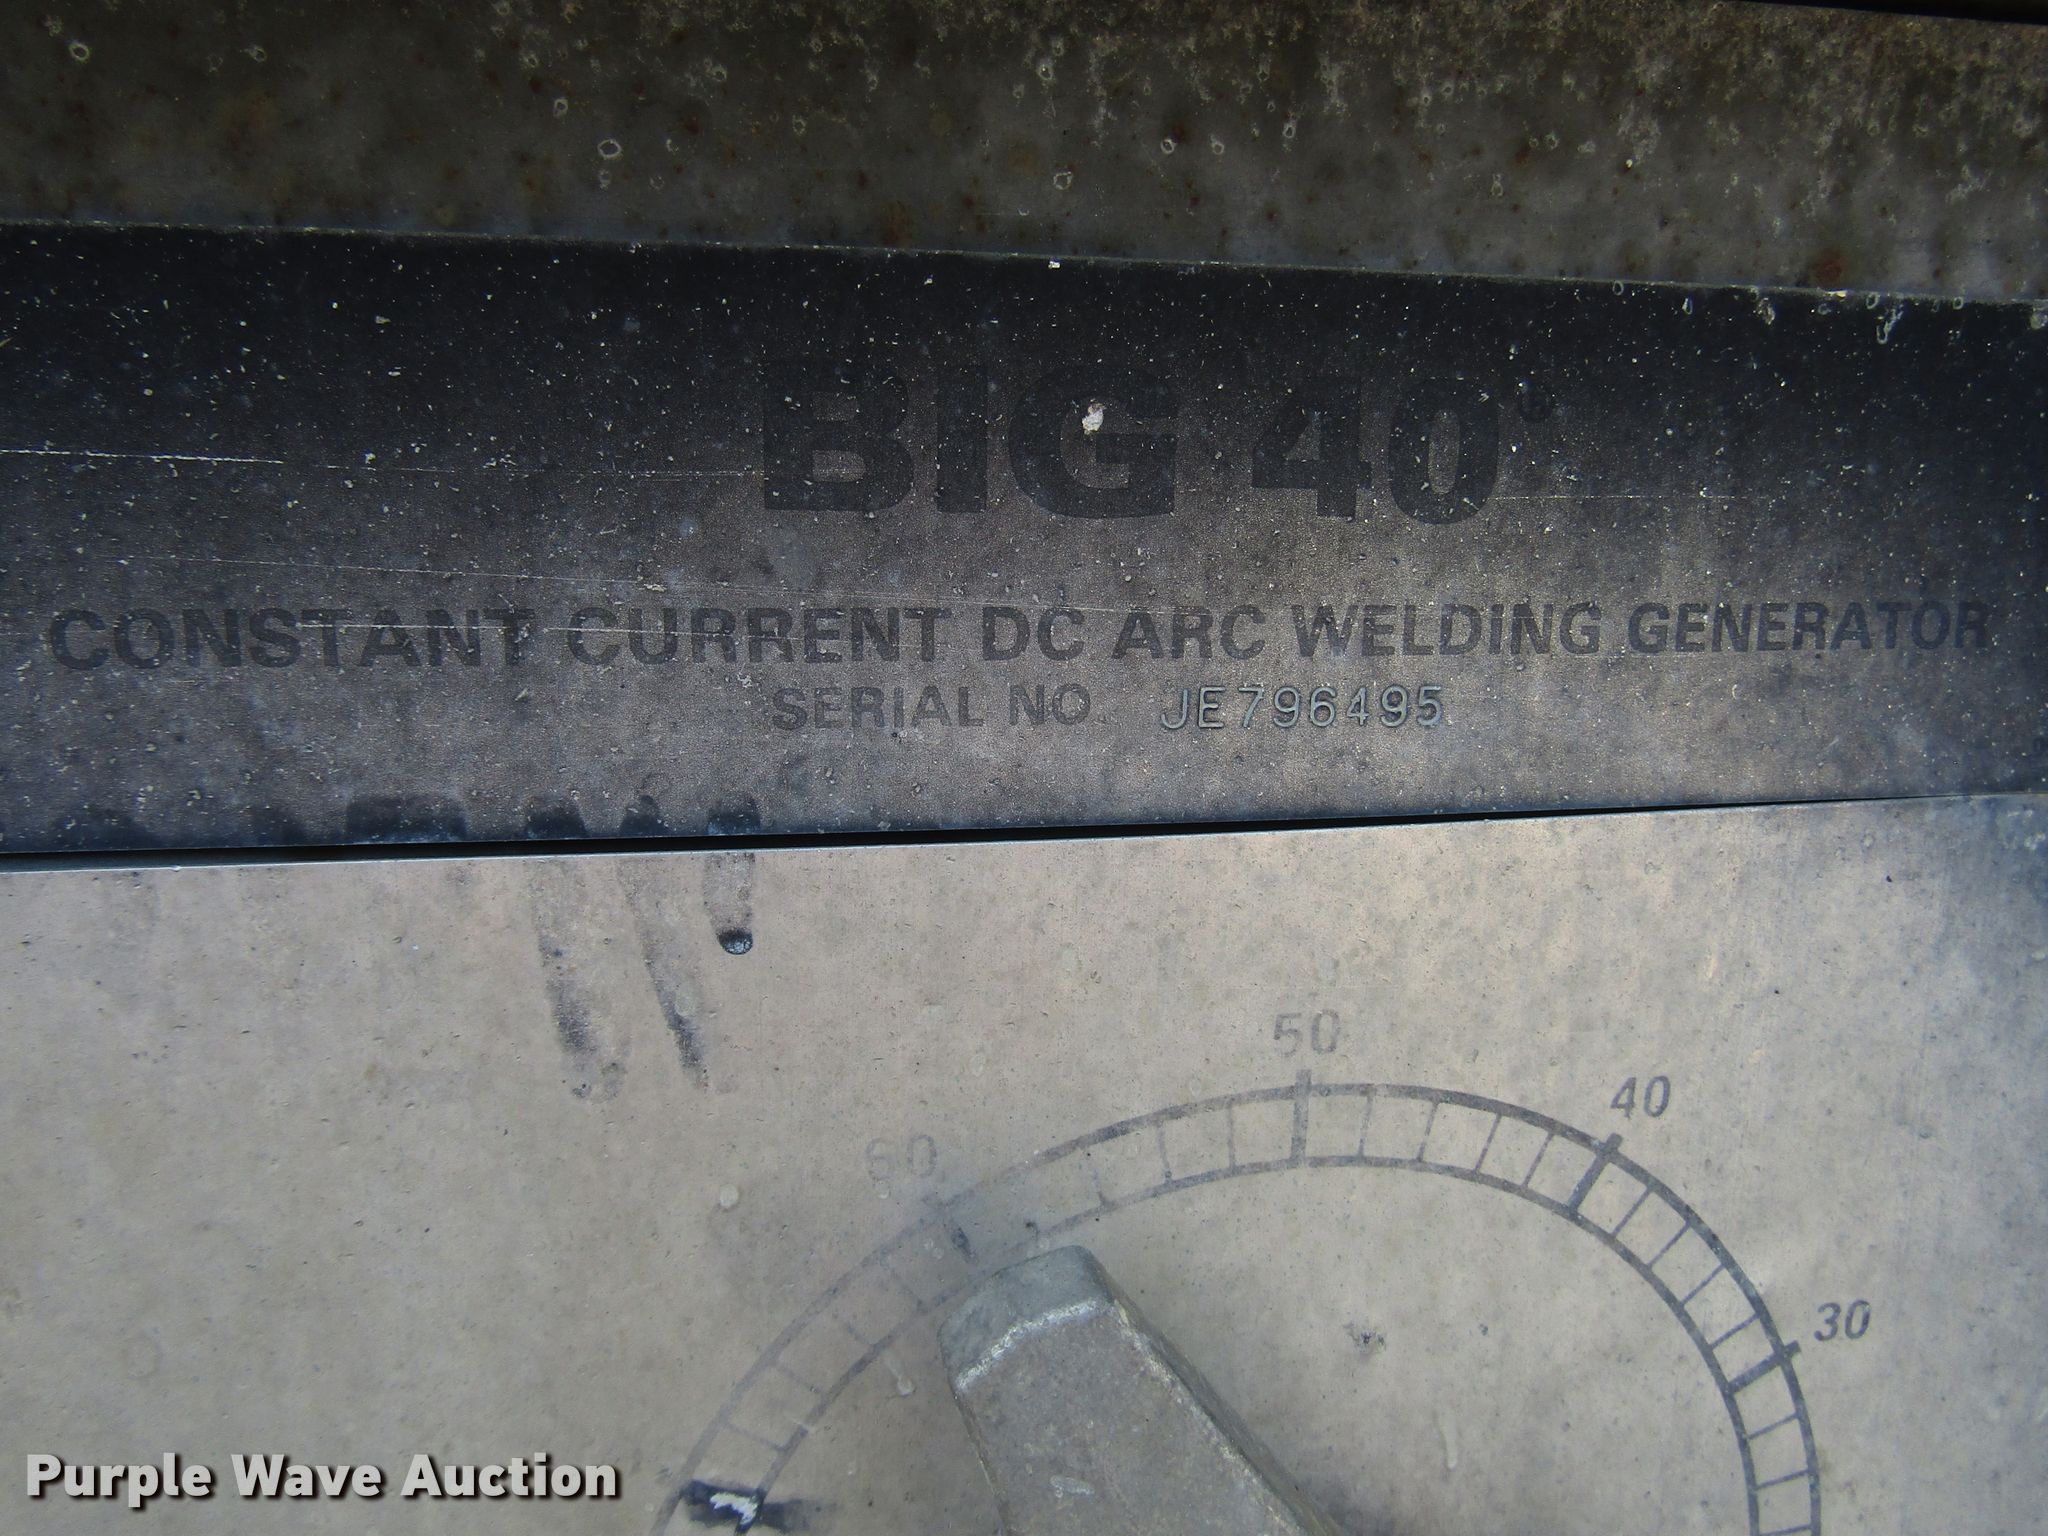 BIG 40®
CONSTANT CURRENT DC ARC WELDING GENERATOR
SERIAL NO. JE796495
50
40
60
30
Purple Wave Auction